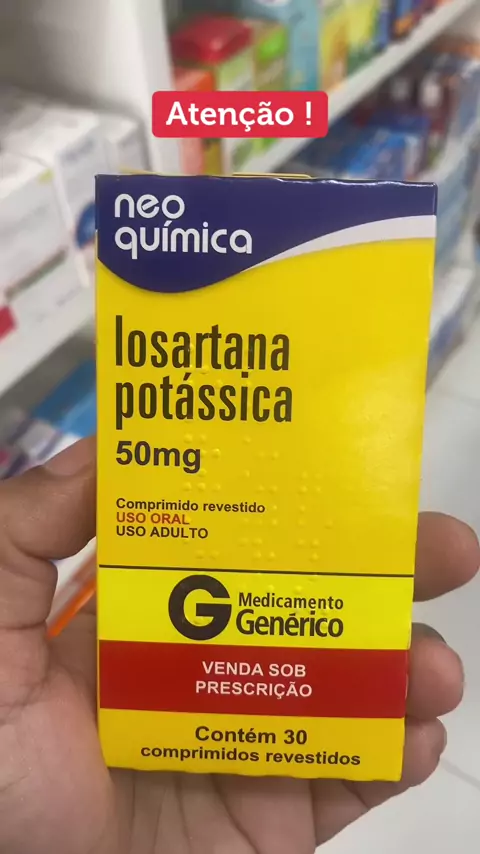 Atenção !
neo
química
losartana
potássica
50mg
Comprimido revestido
USO ORAL
USO ADULTO
G Medicamento
Genérico
VENDA SOB
PRESCRIÇÃO
Contém 30
comprimidos revestidos